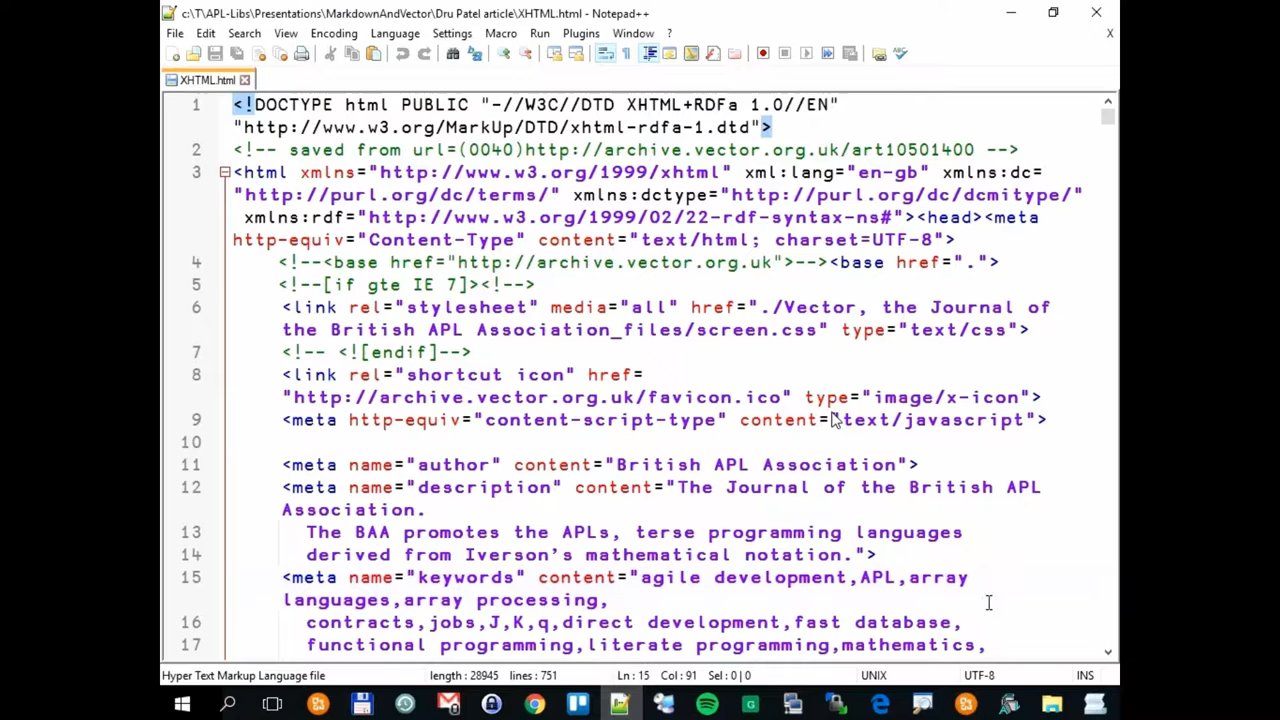 c:\T\APL-Libs\Presentations\MarkdownAndVector\Dru Patel article\XHTML.html - Notepad++
File Edit Search View Encoding Language Settings Macro Run Plugins Window ? X
XHTML.html
1 <!DOCTYPE html PUBLIC "-//W3C//DTD XHTML+RDFa 1.0//EN"
"http://www.w3.org/MarkUp/DTD/xhtml-rdfa-1.dtd">
2 <!-- saved from url=(0040)http://archive.vector.org.uk/art10501400 -->
3 <html xmlns="http://www.w3.org/1999/xhtml" xml:lang="en-gb" xmlns:dc=
"http://purl.org/dc/terms/" xmlns:dctype="http://purl.org/dc/dcmitype/"
xmlns:rdf="http://www.w3.org/1999/02/22-rdf-syntax-ns#"><head><meta
http-equiv="Content-Type" content="text/html; charset=UTF-8">
4 <!--<base href="http://archive.vector.org.uk">--><base href=".">
5 <!--[if gte IE 7]><!-->
6 <link rel="stylesheet" media="all" href="./Vector, the Journal of
the British APL Association_files/screen.css" type="text/css">
7 <!-- <![endif]-->
8 <link rel="shortcut icon" href=
"http://archive.vector.org.uk/favicon.ico" type="image/x-icon">
9 <meta http-equiv="content-script-type" content="text/javascript">
10
11 <meta name="author" content="British APL Association">
12 <meta name="description" content="The Journal of the British APL
Association.
13 The BAA promotes the APLs, terse programming languages
14 derived from Iverson’s mathematical notation.">
15 <meta name="keywords" content="agile development,APL,array
languages,array processing,
16 contracts,jobs,J,K,q,direct development,fast database,
17 functional programming,literate programming,mathematics,
Hyper Text Markup Language file length : 28945 lines : 751 Ln : 15 Col : 91 Sel : 0 | 0 UNIX UTF-8 INS